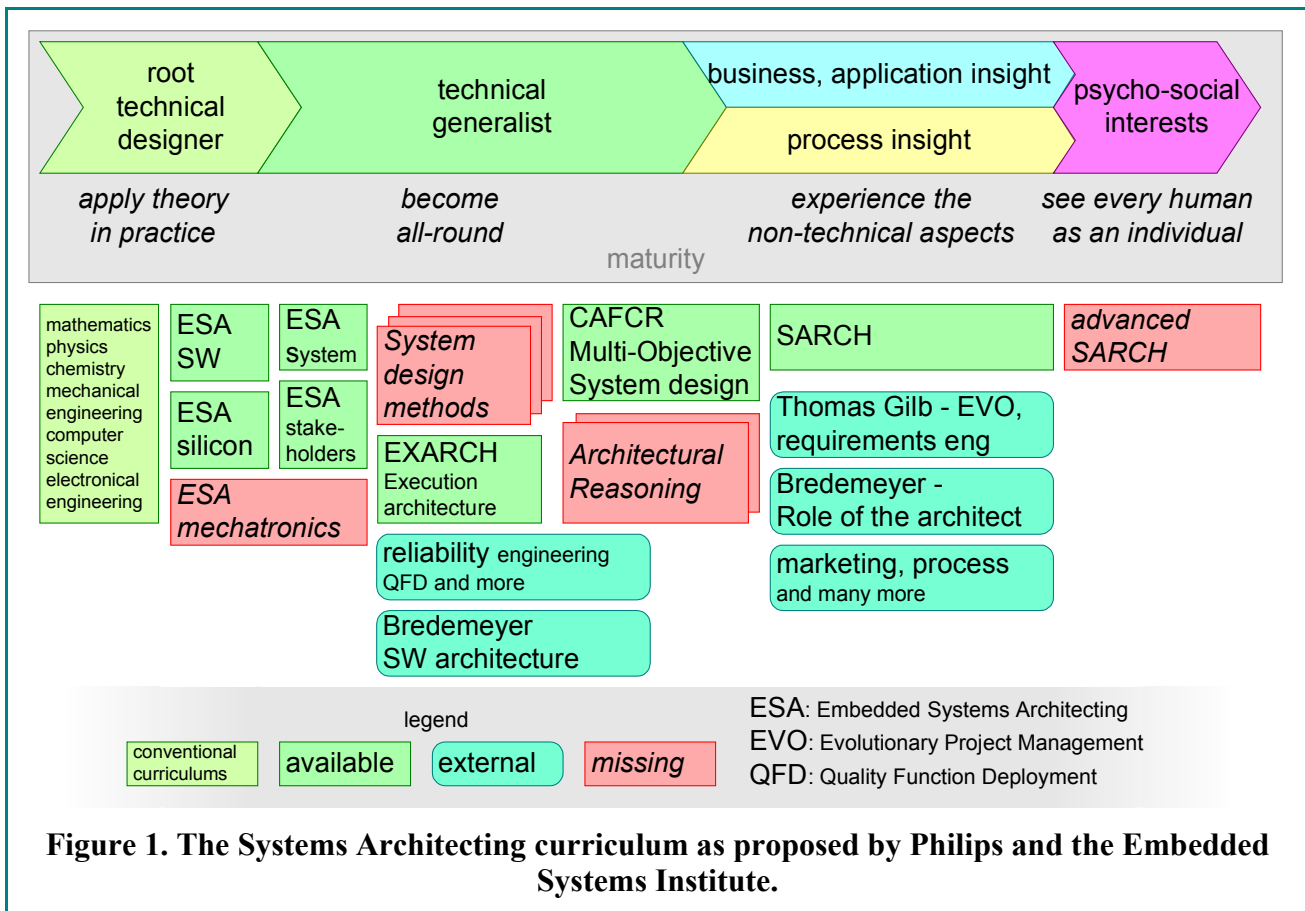 root
technical
designer
technical
generalist
business, application insight
process insight
psycho-social
interests
apply theory
in practice
become
all-round
experience the
non-technical aspects
see every human
as an individual
maturity
mathematics
physics
chemistry
mechanical
engineering
computer
science
electronical
engineering
ESA
SW
ESA
system
ESA
silicon
ESA
stake-
holders
ESA
mechatronics
System
design
methods
EXARCH
Execution
architecture
reliability engineering
QFD and more
Bredemeyer
SW architecture
CAFCR
Multi-Objective
System design
Architectural
Reasoning
SARCH
Thomas Gilb - EVO,
requirements eng
Bredemeyer -
Role of the architect
marketing, process
and many more
advanced
SARCH
legend
conventional
curriculums
available
external
missing
ESA: Embedded Systems Architecting
EVO: Evolutionary Project Management
QFD: Quality Function Deployment
Figure 1. The Systems Architecting curriculum as proposed by Philips and the Embedded
Systems Institute.